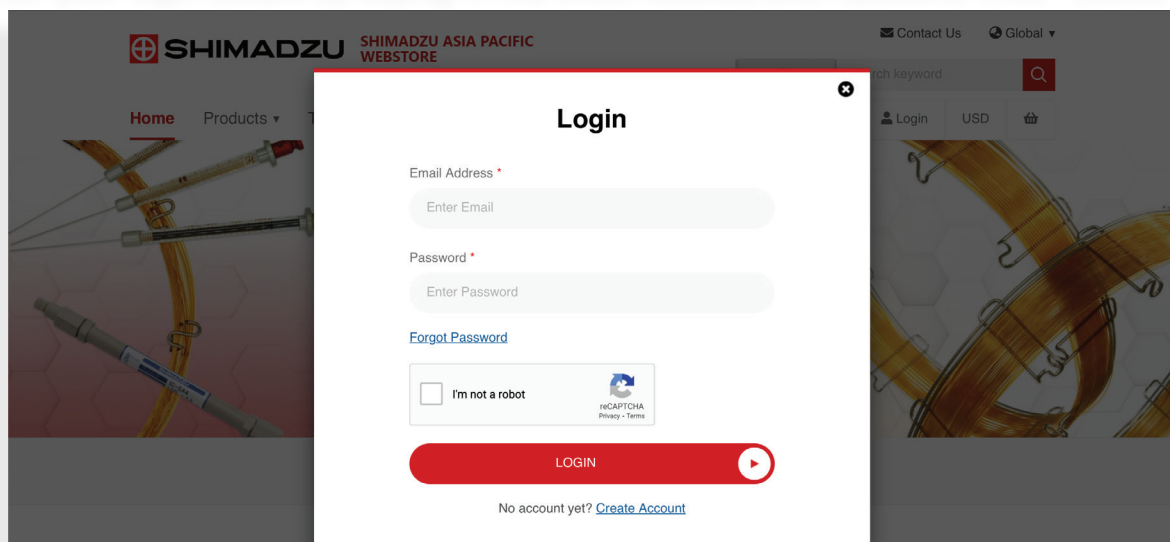 Contact Us
Global ▾
SHIMADZU
SHIMADZU ASIA PACIFIC
WEBSTORE
rch keyword
Home
Products ▾
T
Login
USD
Login
Email Address *
Enter Email
Password *
Enter Password
Forgot Password
I'm not a robot
reCAPTCHA
Privacy - Terms
LOGIN
No account yet? Create Account